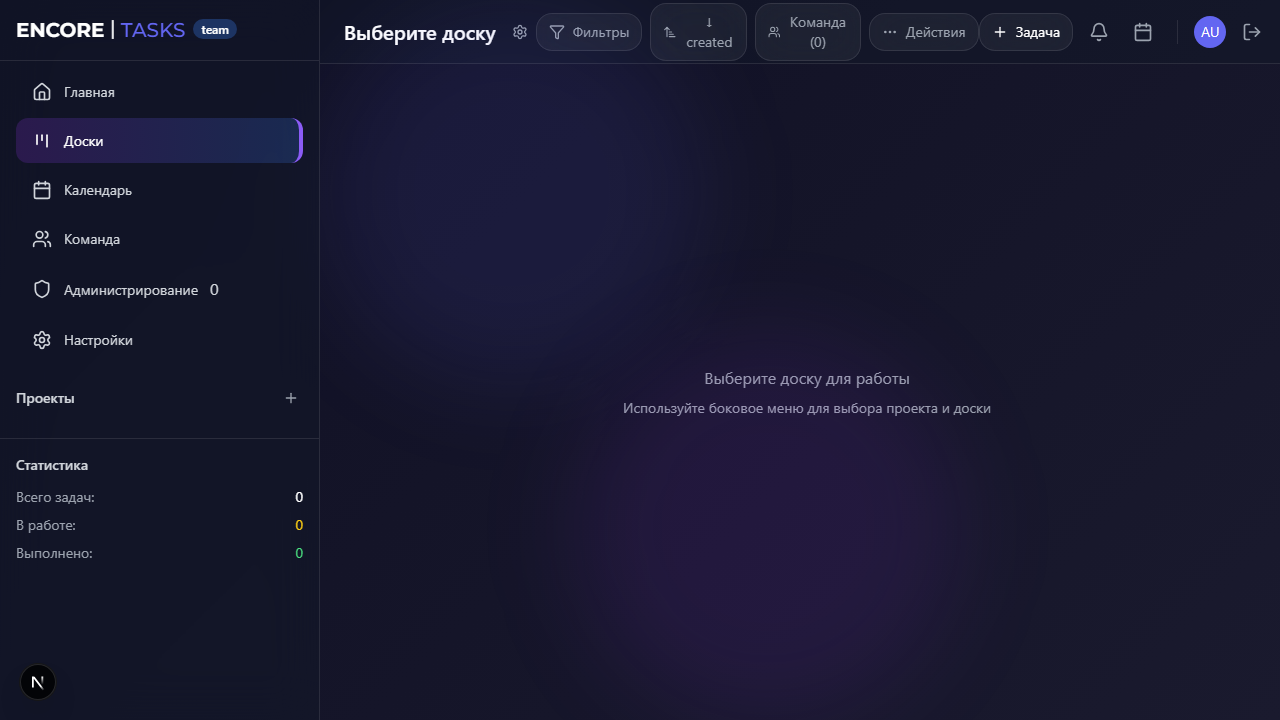 ENCORE | TASKS team
Главная
Доски
Календарь
Команда
Администрирование 0
Настройки
Проекты
Статистика
Всего задач: 0
В работе: 0
Выполнено: 0
N
Выберите доску
Фильтры
↓
created
Команда
(0)
Действия
Задача
AU
Выберите доску для работы
Используйте боковое меню для выбора проекта и доски